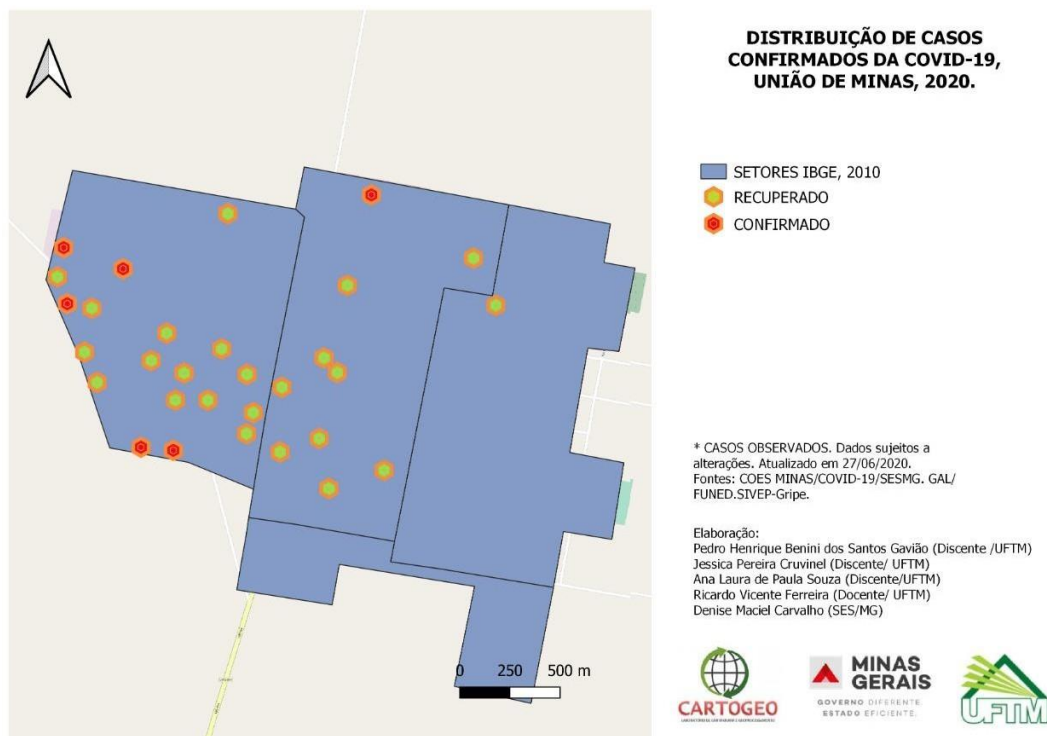 DISTRIBUIÇÃO DE CASOS
CONFIRMADOS DA COVID-19,
UNIÃO DE MINAS, 2020.
SETORES IBGE, 2010
RECUPERADO
CONFIRMADO
* CASOS OBSERVADOS. Dados sujeitos a
alterações. Atualizado em 27/06/2020.
Fontes: COES MINAS/COVID-19/SESMG. GAL/
FUNED.SIVEP-Gripe.
Elaboração:
Pedro Henrique Benini dos Santos Gavião (Discente /UFTM)
Jessica Pereira Cruvinel (Discente/ UFTM)
Ana Laura de Paula Souza (Discente/UFTM)
Ricardo Vicente Ferreira (Docente/ UFTM)
Denise Maciel Carvalho (SES/MG)
0 250 500 m
CARTOGEO
MINAS
GERAIS
GOVERNO DIFERENTE.
ESTADO EFICIENTE.
UFTM